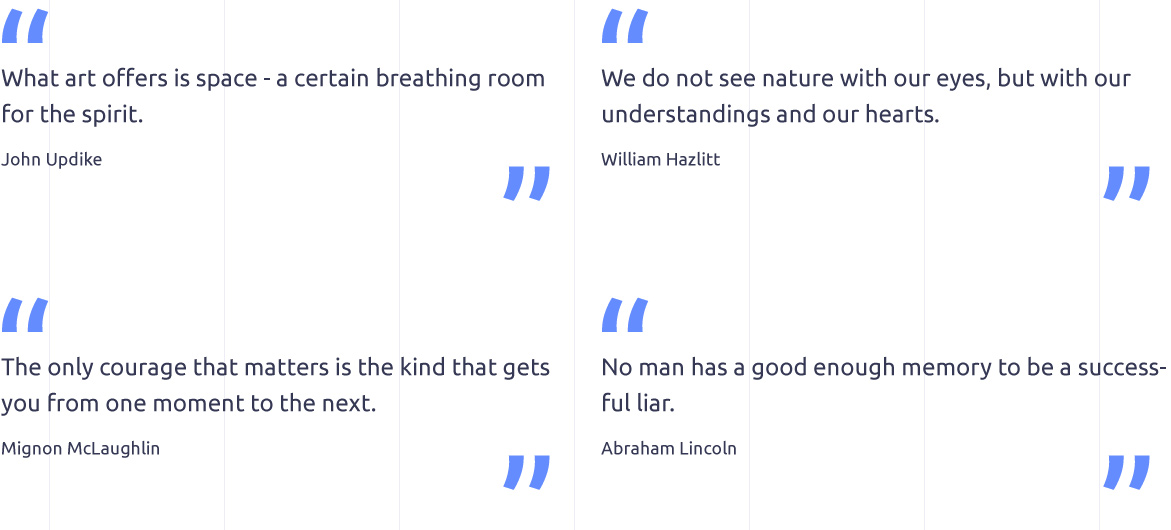 “
What art offers is space - a certain breathing room
for the spirit.
John Updike
”
“
We do not see nature with our eyes, but with our
understandings and our hearts.
William Hazlitt
”
“
The only courage that matters is the kind that gets
you from one moment to the next.
Mignon McLaughlin
”
“
No man has a good enough memory to be a success-
ful liar.
Abraham Lincoln
”